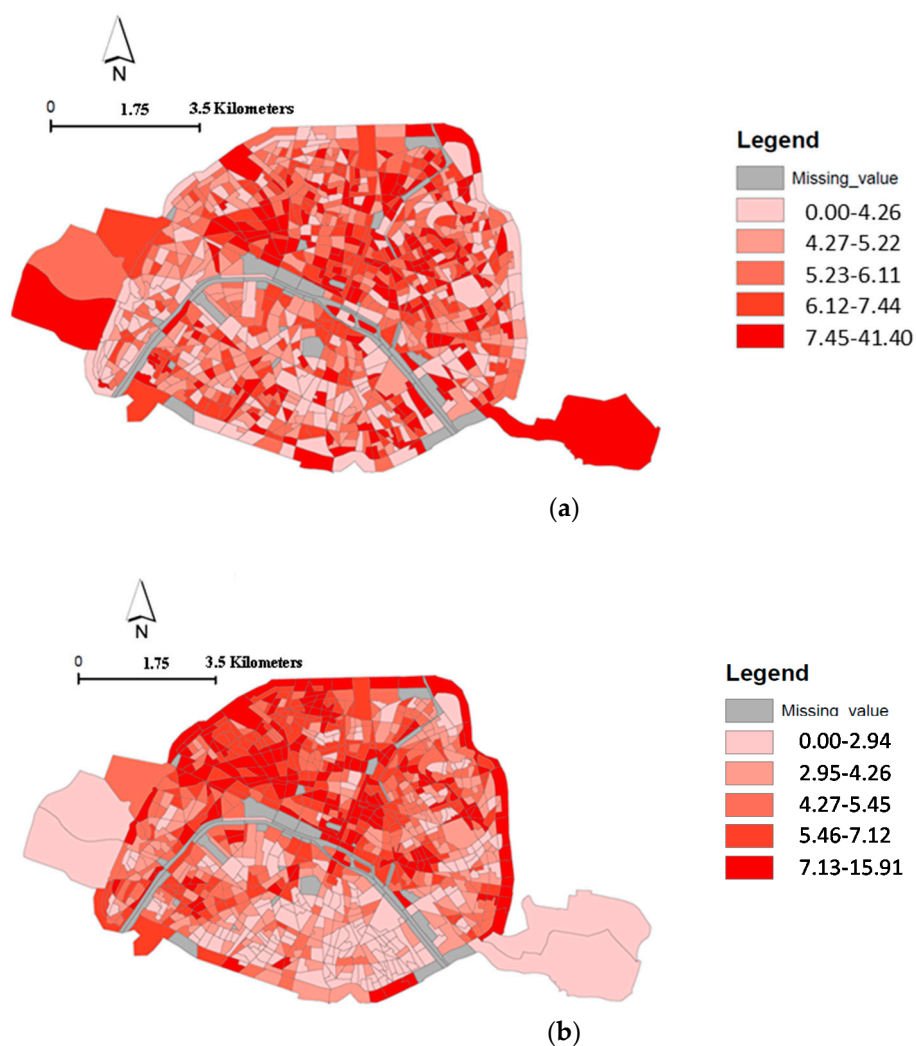 N
0 1.75 3.5 Kilometers
Legend
Missing_value
0.00-4.26
4.27-5.22
5.23-6.11
6.12-7.44
7.45-41.40
(a)
N
0 1.75 3.5 Kilometers
Legend
Missing_value
0.00-2.94
2.95-4.26
4.27-5.45
5.46-7.12
7.13-15.91
(b)